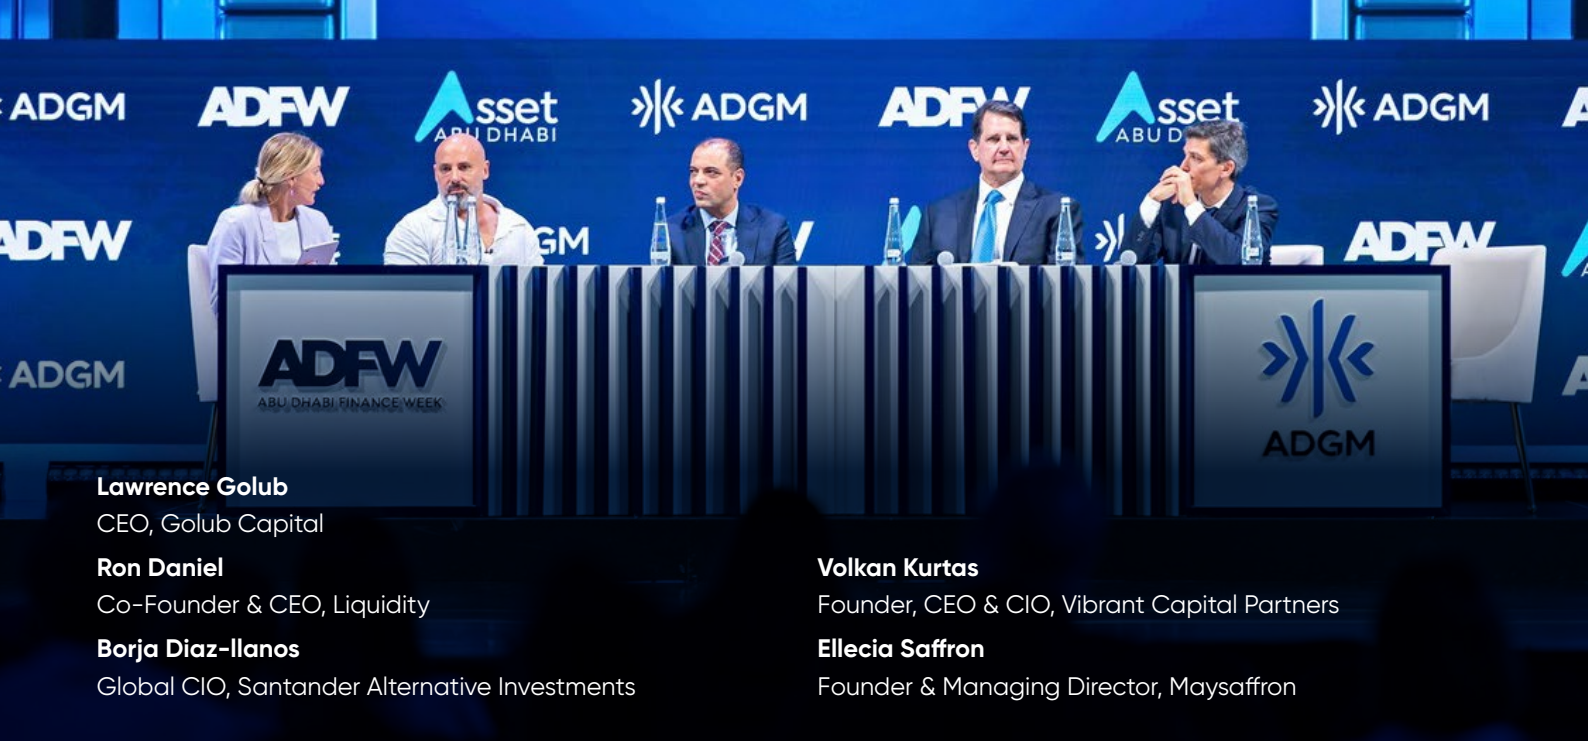 ADGM ADFW Asset ADGM ADFW Asset ADGM
ABU DHABI ABU D
ADFW GM ADFW
ADGM
ADFW
ABU DHABI FINANCE WEEK
ADGM
Lawrence Golub
CEO, Golub Capital
Ron Daniel
Co-Founder & CEO, Liquidity
Borja Diaz-llanos
Global CIO, Santander Alternative Investments
Volkan Kurtas
Founder, CEO & CIO, Vibrant Capital Partners
Ellecia Saffron
Founder & Managing Director, Maysaffron